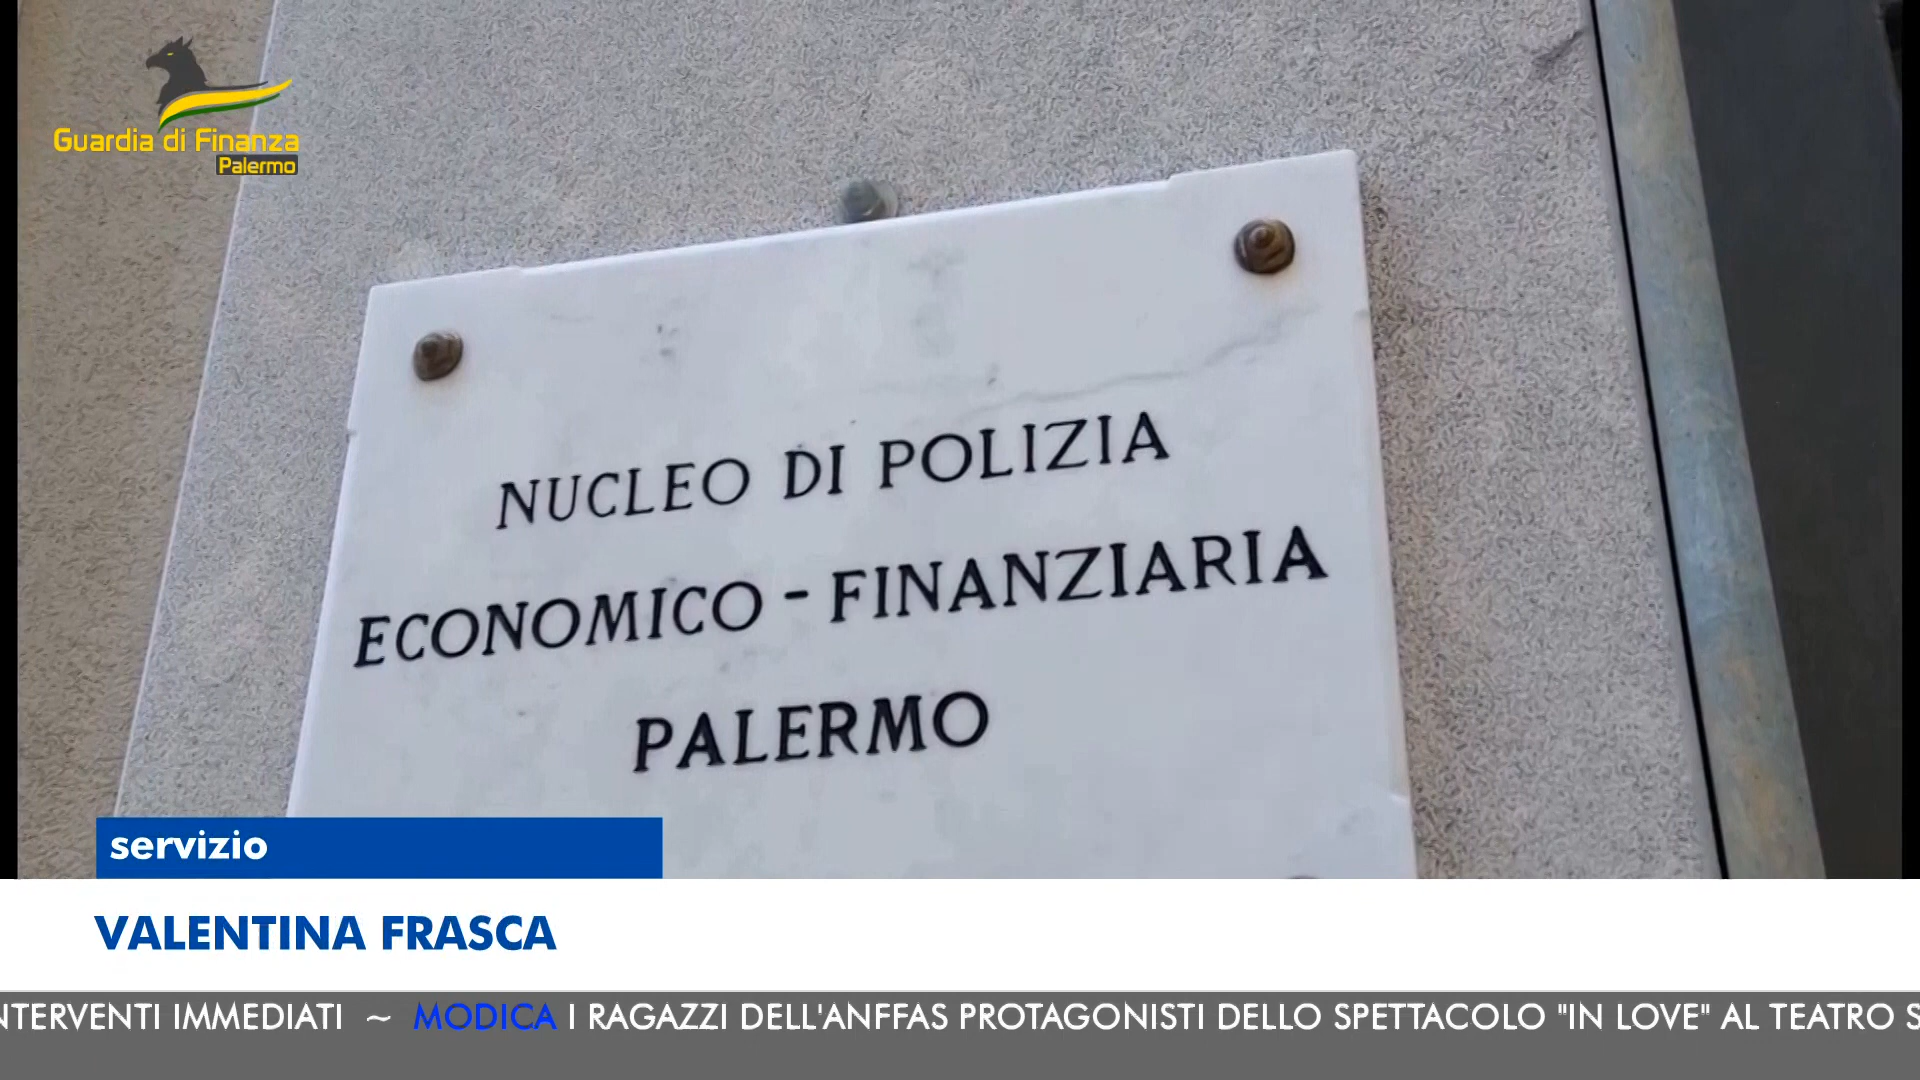 Guardia di Finanza
Palermo
NUCLEO DI POLIZIA
ECONOMICO - FINANZIARIA
PALERMO
servizio
VALENTINA FRASCA
INTERVENTI IMMEDIATI ~ MODICA I RAGAZZI DELL'ANFFAS PROTAGONISTI DELLO SPETTACOLO "IN LOVE" AL TEATRO S